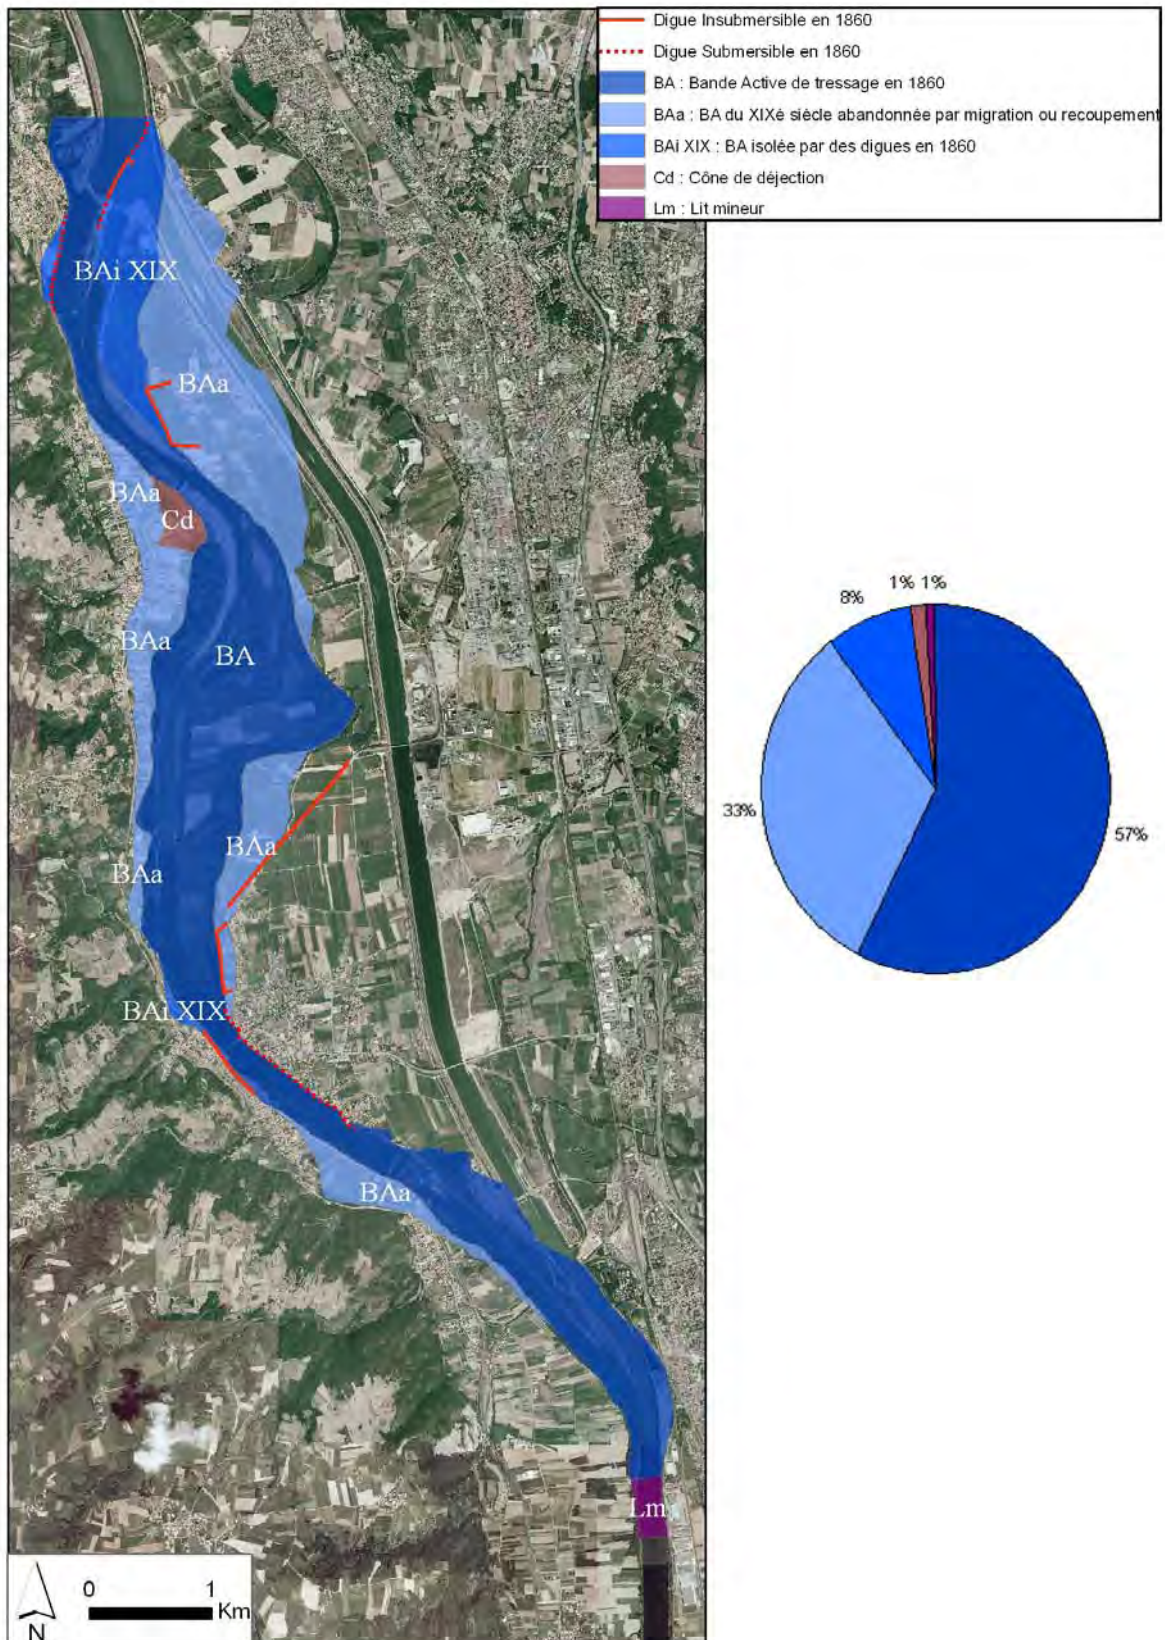 Digue Insubmersible en 1860
Digue Submersible en 1860
BA : Bande Active de tressage en 1860
BAa : BA du XIXè siècle abandonnée par migration ou recoupement
BAi XIX : BA isolée par des digues en 1860
Cd : Cône de déjection
Lm : Lit mineur
BAi XIX
BAa
BAa
Cd
BAa
BA
BAa
BAa
BAi XIX
BAa
Lm
0 1
Km
N
8%
1% 1%
33%
57%